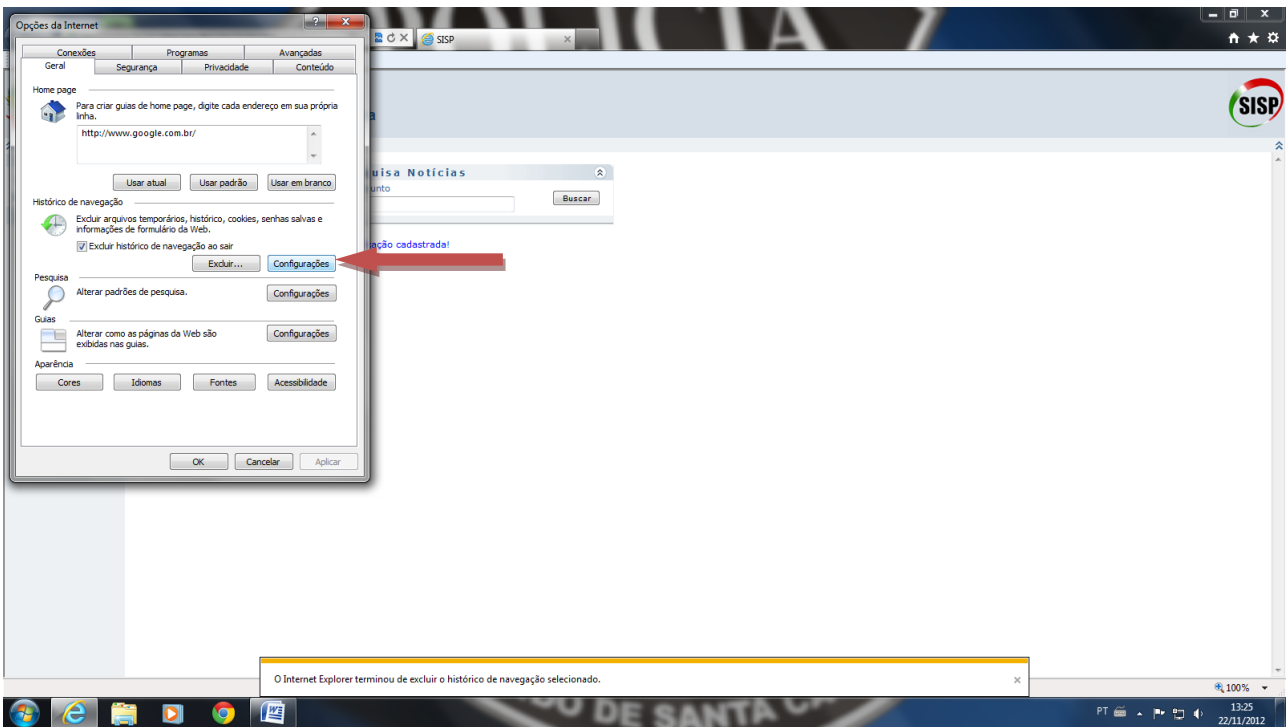 POLICIA
Opções da Internet
SISP
Conexões Programas Avançadas
Geral Segurança Privacidade Conteúdo
Home page
Para criar guias de home page, digite cada endereço em sua própria
linha.
http://www.google.com.br/
Usar atual Usar padrão Usar em branco
Histórico de navegação
Excluir arquivos temporários, histórico, cookies, senhas salvas e
informações de formulário da Web.
Excluir histórico de navegação ao sair
Excluir... Configurações
Pesquisa
Alterar padrões de pesquisa.
Configurações
Guias
Alterar como as páginas da Web são
exibidas nas guias.
Configurações
Aparência
Cores Idiomas Fontes Acessibilidade
OK Cancelar Aplicar
SISP
a
uisa Notícias
unto
Buscar
ação cadastrada!
O Internet Explorer terminou de excluir o histórico de navegação selecionado.
100%
DO DE SANTA CA
PT
13:25
22/11/2012